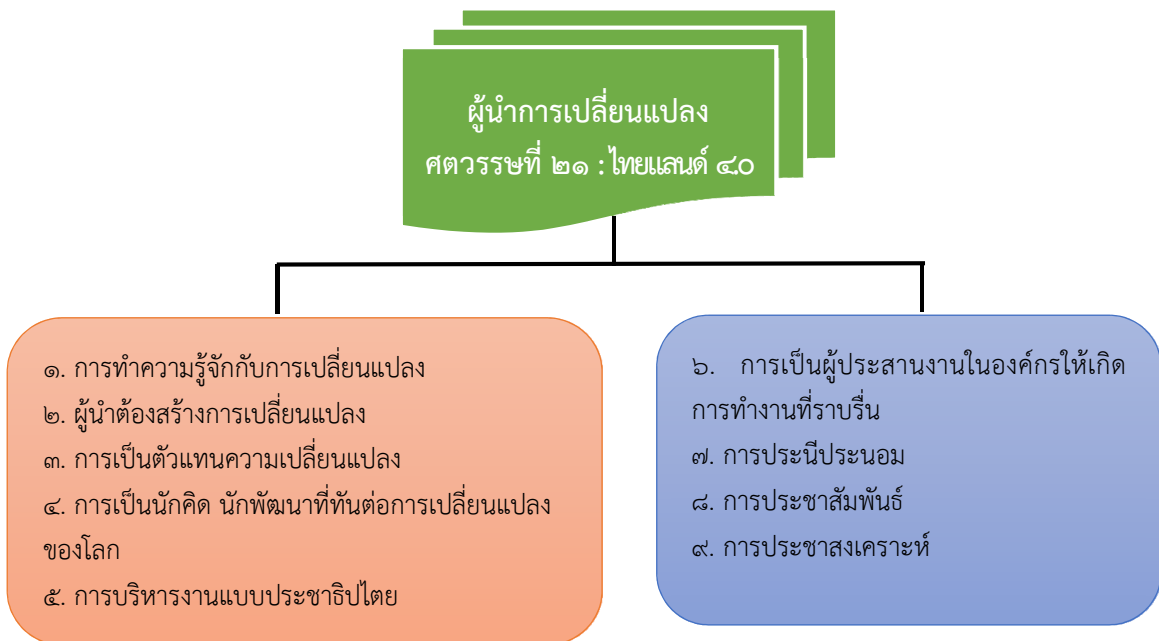 ผู้นำการเปลี่ยนแปลง
ศตวรรษที่ ๒๑ : ไทยแลนด์ ๔.๐
๑. การทำความรู้จักกับการเปลี่ยนแปลง
๒. ผู้นำต้องสร้างการเปลี่ยนแปลง
๓. การเป็นตัวแทนความเปลี่ยนแปลง
๔. การเป็นนักคิด นักพัฒนาที่ทันต่อการเปลี่ยนแปลง
ของโลก
๕. การบริหารงานแบบประชาธิปไตย
๖. การเป็นผู้ประสานงานในองค์กรให้เกิด
การทำงานที่ราบรื่น
๗. การประนีประนอม
๘. การประชาสัมพันธ์
๙. การประชาสงเคราะห์